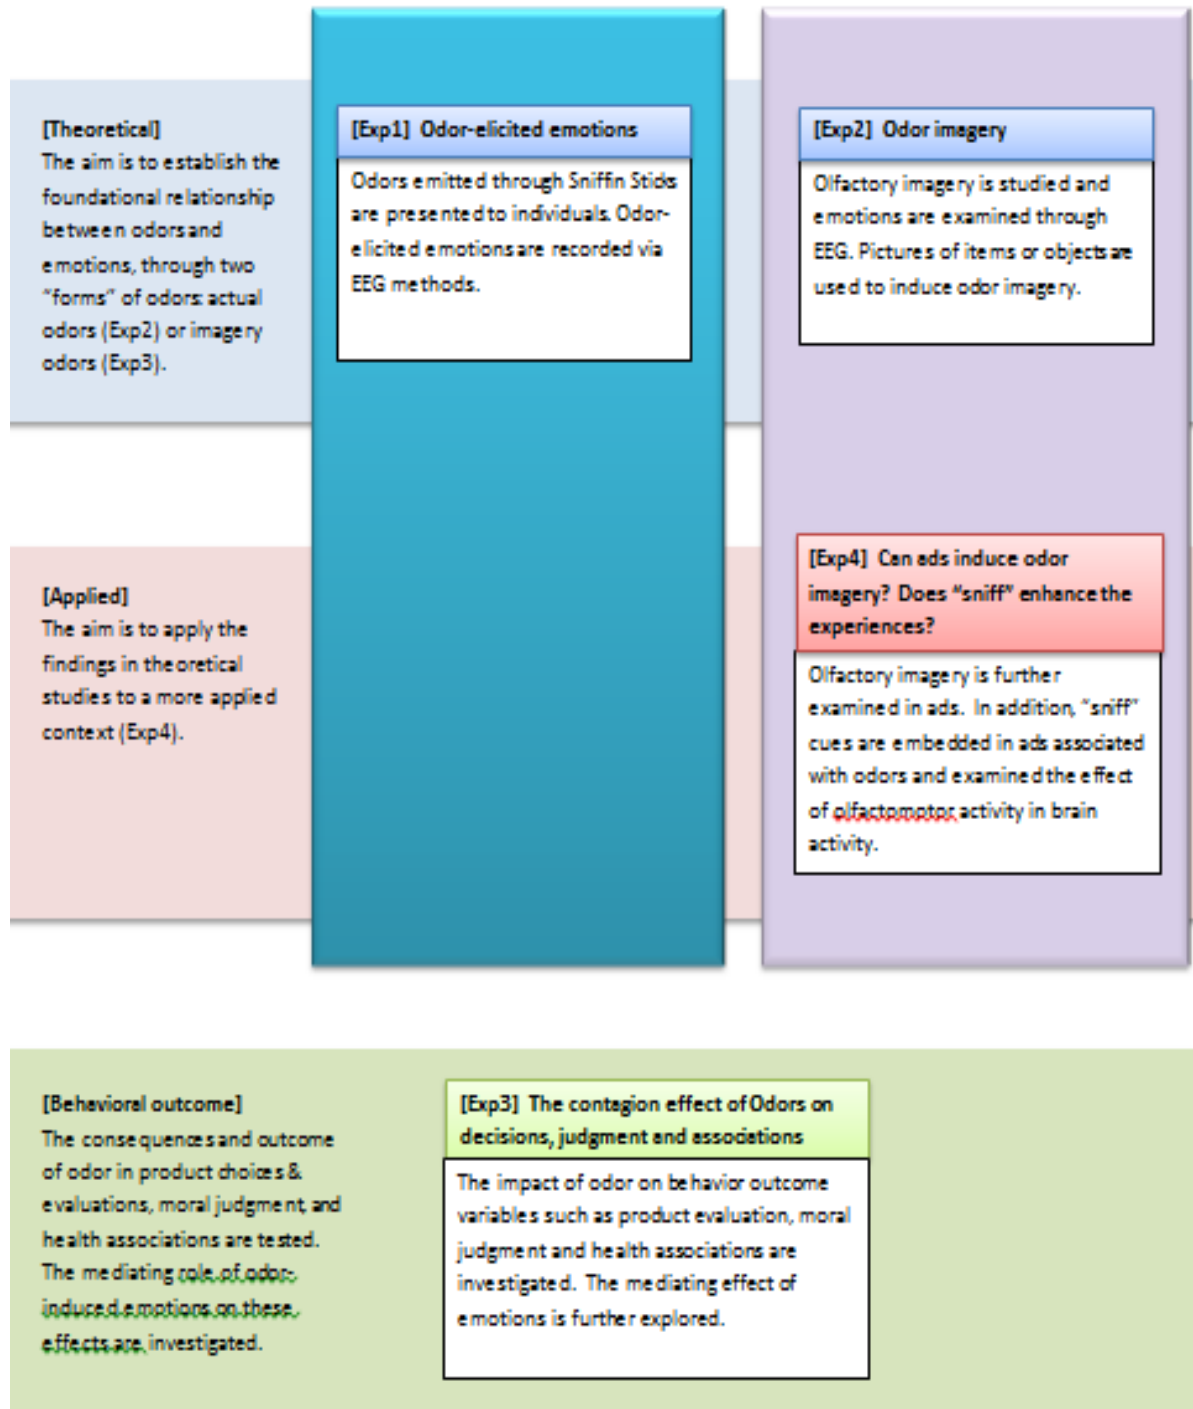 [Theoretical]
The aim is to establish the
foundational relationship
between odors and
emotions, through two
“forms” of odors: actual
odors (Exp2) or imagery
odors (Exp3).
[Exp1]  Odor-elicited emotions
Odors emitted through Sniffin Sticks
are presented to individuals. Odor-
elicited emotions are recorded via
EEG methods.
[Exp2]  Odor imagery
Olfactory imagery is studied and
emotions are examined through
EEG. Pictures of items or objects are
used to induce odor imagery.
[Applied]
The aim is to apply the
findings in theoretical
studies to a more applied
context (Exp4).
[Exp4]  Can ads induce odor
imagery?  Does “sniff” enhance the
experiences?
Olfactory imagery is further
examined in ads.  In addition, “sniff”
cues are embedded in ads associated
with odors and examined the effect
of olfactomotor activity in brain
activity.
[Behavioral outcome]
The consequences and outcome
of odor in product choices &
evaluations, moral judgment, and
health associations are tested.
The mediating role of odor-
induced emotions on these
effects are investigated.
[Exp3]  The contagion effect of Odors on
decisions, judgment and associations
The impact of odor on behavior outcome
variables such as product evaluation, moral
judgment and health associations are
investigated.  The mediating effect of
emotions is further explored.